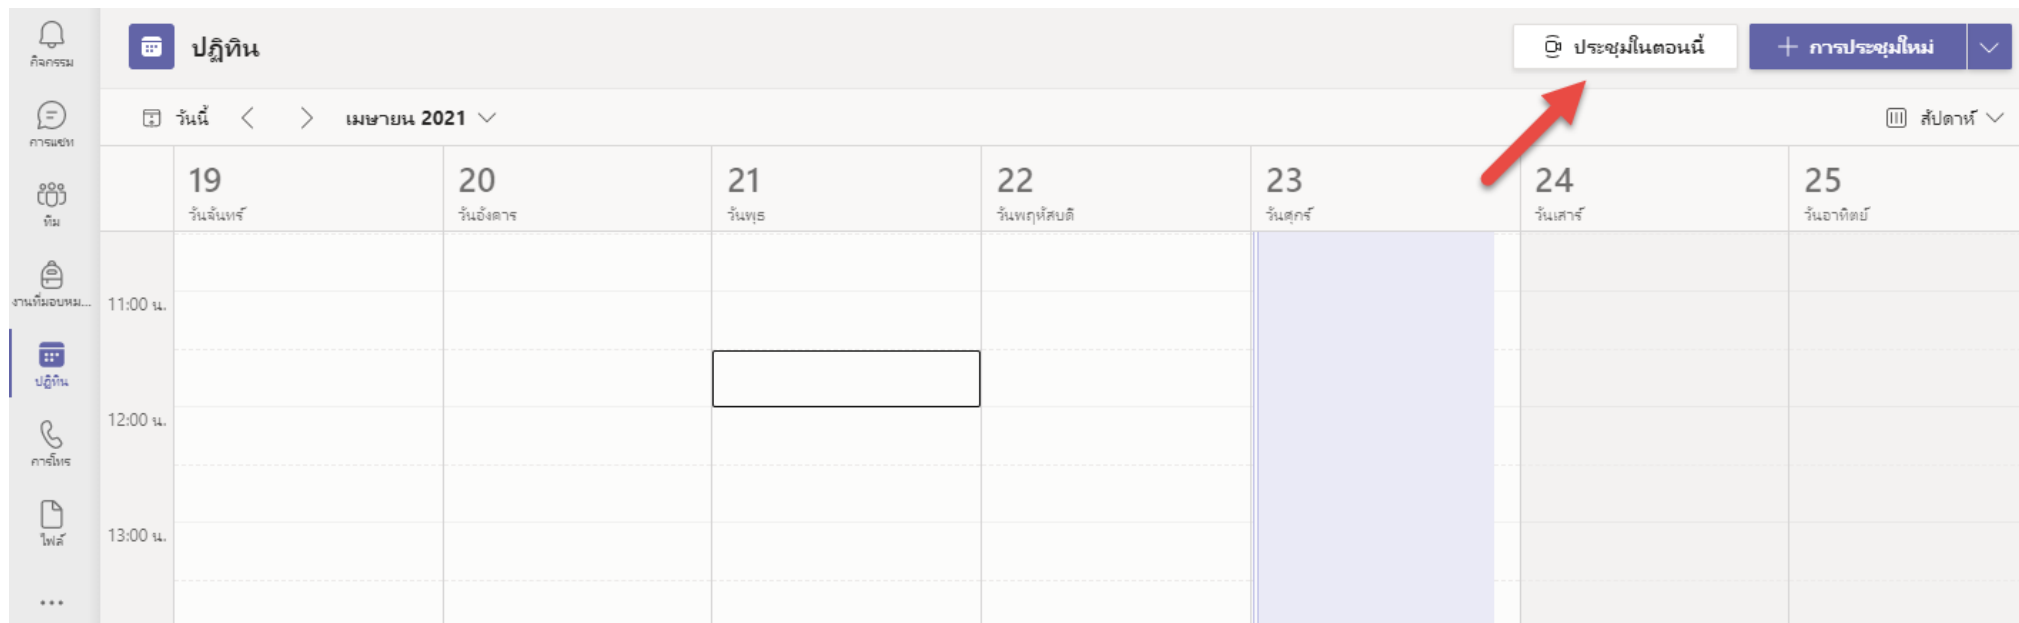 กิจกรรม
การแชท
ทีม
งานที่มอบหม...
ปฏิทิน
การโทร
ไฟล์
...
ปฏิทิน
ประชุมในตอนนี้
+ การประชุมใหม่
วันนี้ < > เมษายน 2021
สัปดาห์
19 20 21 22 23 24 25
วันจันทร์ วันอังคาร วันพุธ วันพฤหัสบดี วันศุกร์ วันเสาร์ วันอาทิตย์
11:00 น.
12:00 น.
13:00 น.